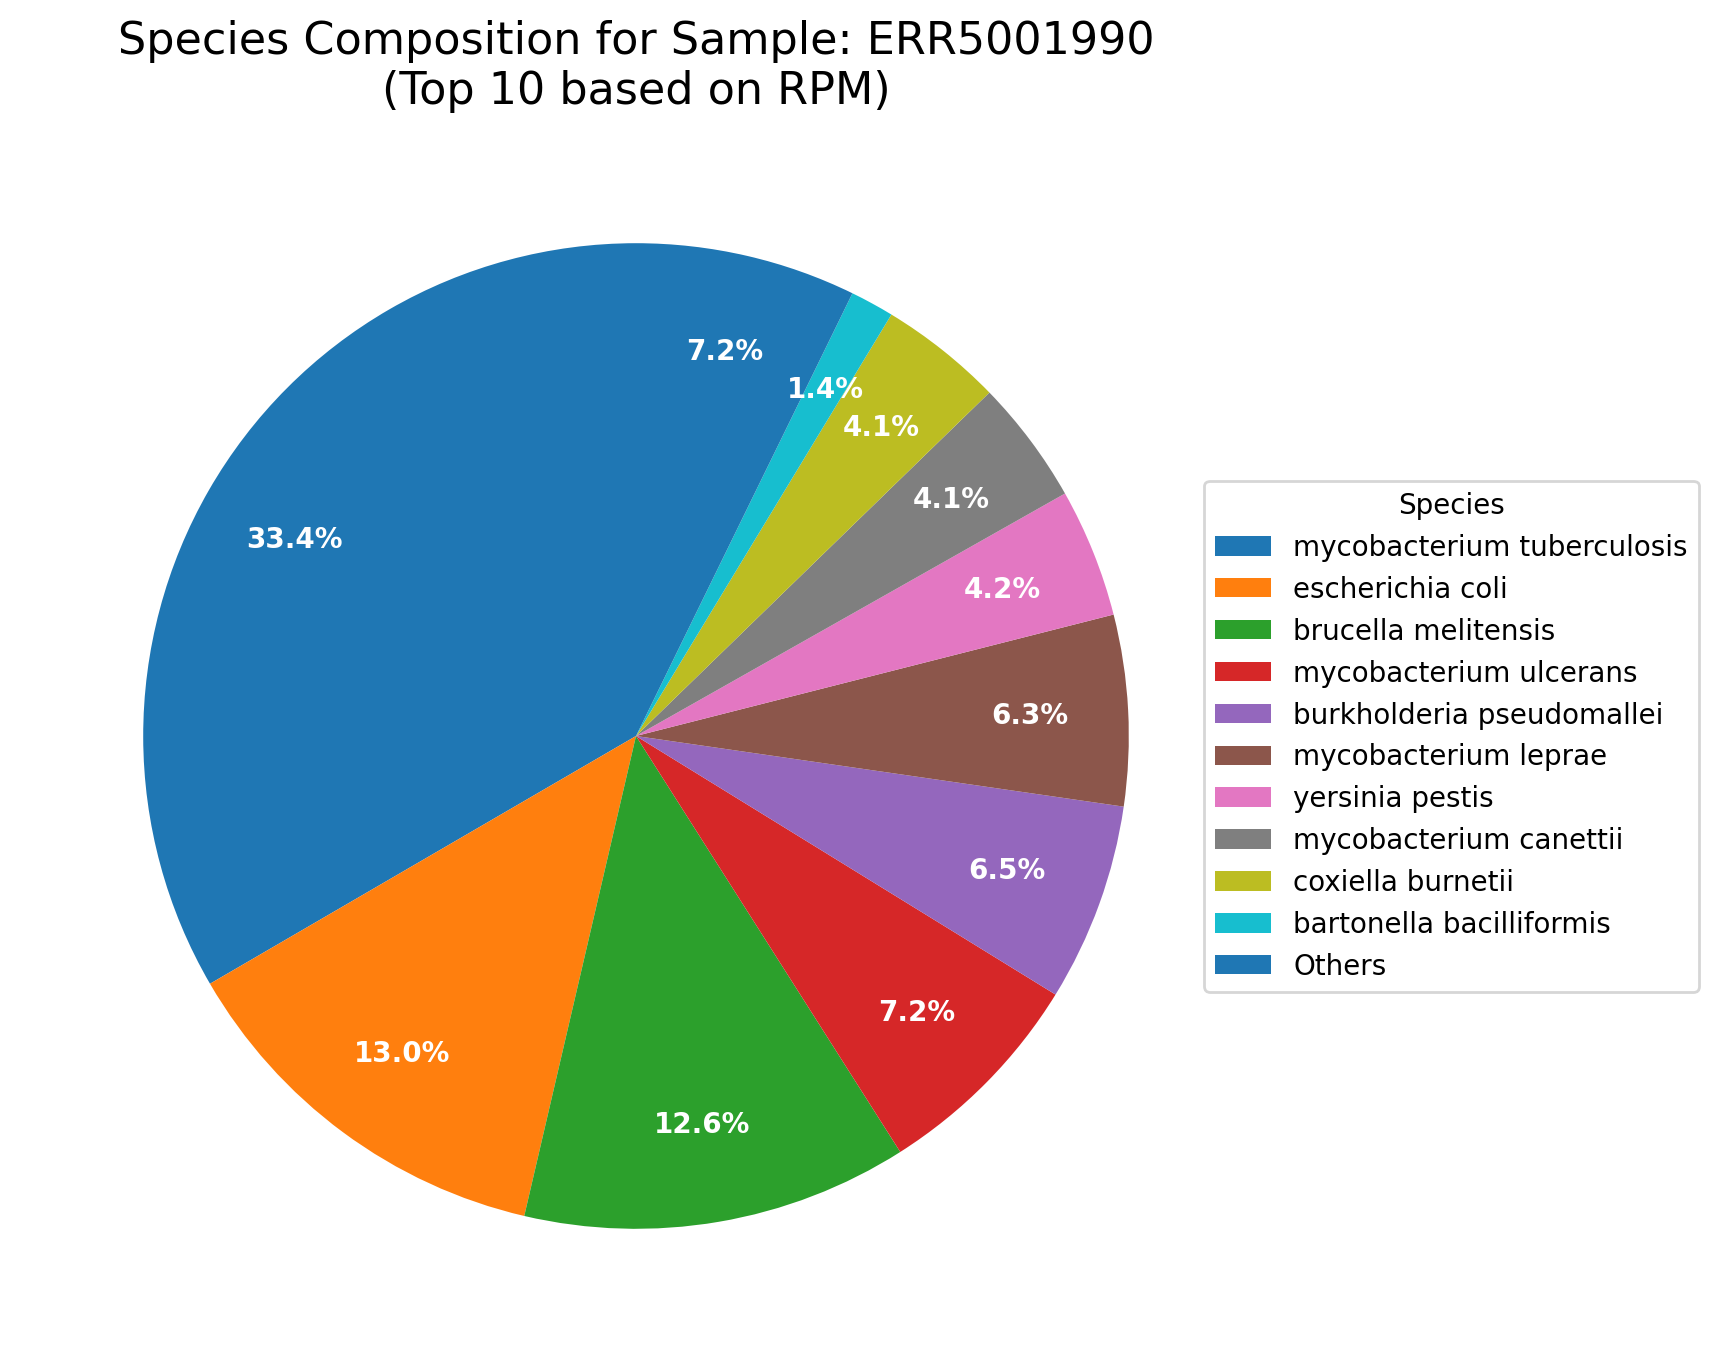 Species Composition for Sample: ERR5001990
(Top 10 based on RPM)
7.2%
1.4%
4.1%
4.1%
33.4%
4.2%
6.3%
6.5%
7.2%
13.0%
12.6%
Species
mycobacterium tuberculosis
escherichia coli
brucella melitensis
mycobacterium ulcerans
burkholderia pseudomallei
mycobacterium leprae
yersinia pestis
mycobacterium canettii
coxiella burnetii
bartonella bacilliformis
Others